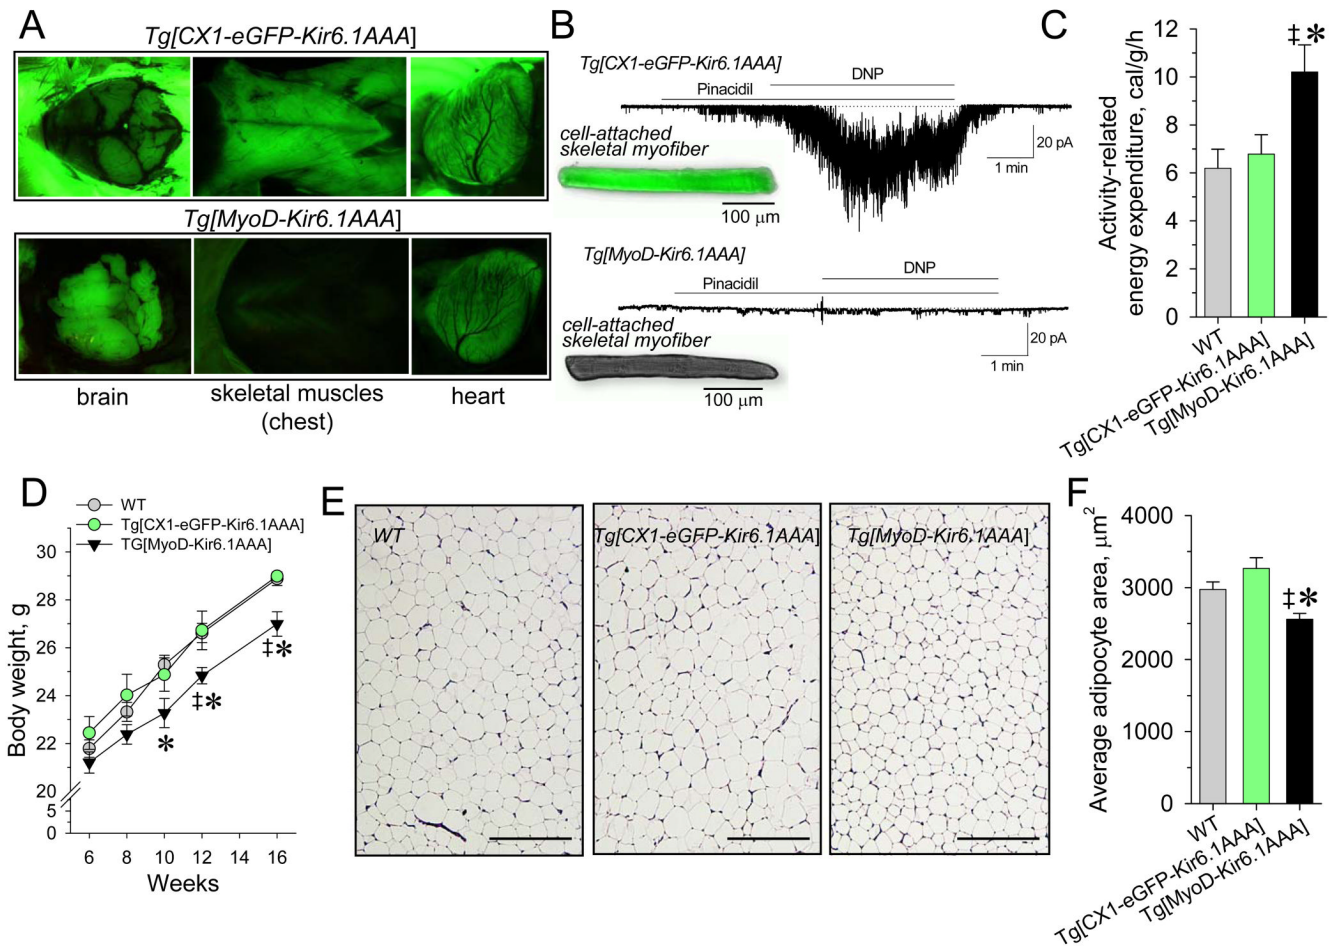 A
Tg[CX1-eGFP-Kir6.1AAA]
Tg[MyoD-Kir6.1AAA]
brain
skeletal muscles
(chest)
heart
B
Tg[CX1-eGFP-Kir6.1AAA]
DNP
Pinacidil
cell-attached
skeletal myofiber
100 μm
20 pA
1 min
Tg[MyoD-Kir6.1AAA]
DNP
Pinacidil
cell-attached
skeletal myofiber
100 μm
20 pA
1 min
C
Activity-related
energy expenditure, cal/g/h
12
10
8
6
4
2
0
‡*
WT
Tg[CX1-eGFP-Kir6.1AAA]
Tg[MyoD-Kir6.1AAA]
D
WT
Tg[CX1-eGFP-Kir6.1AAA]
TG[MyoD-Kir6.1AAA]
Body weight, g
30
28
26
24
22
20
5
0
*
‡*
‡*
6 8 10 12 14 16
Weeks
E
WT
Tg[CX1-eGFP-Kir6.1AAA]
Tg[MyoD-Kir6.1AAA]
F
Average adipocyte area, μm²
4000
3000
2000
1000
0
‡*
WT
Tg[CX1-eGFP-Kir6.1AAA]
Tg[MyoD-Kir6.1AAA]